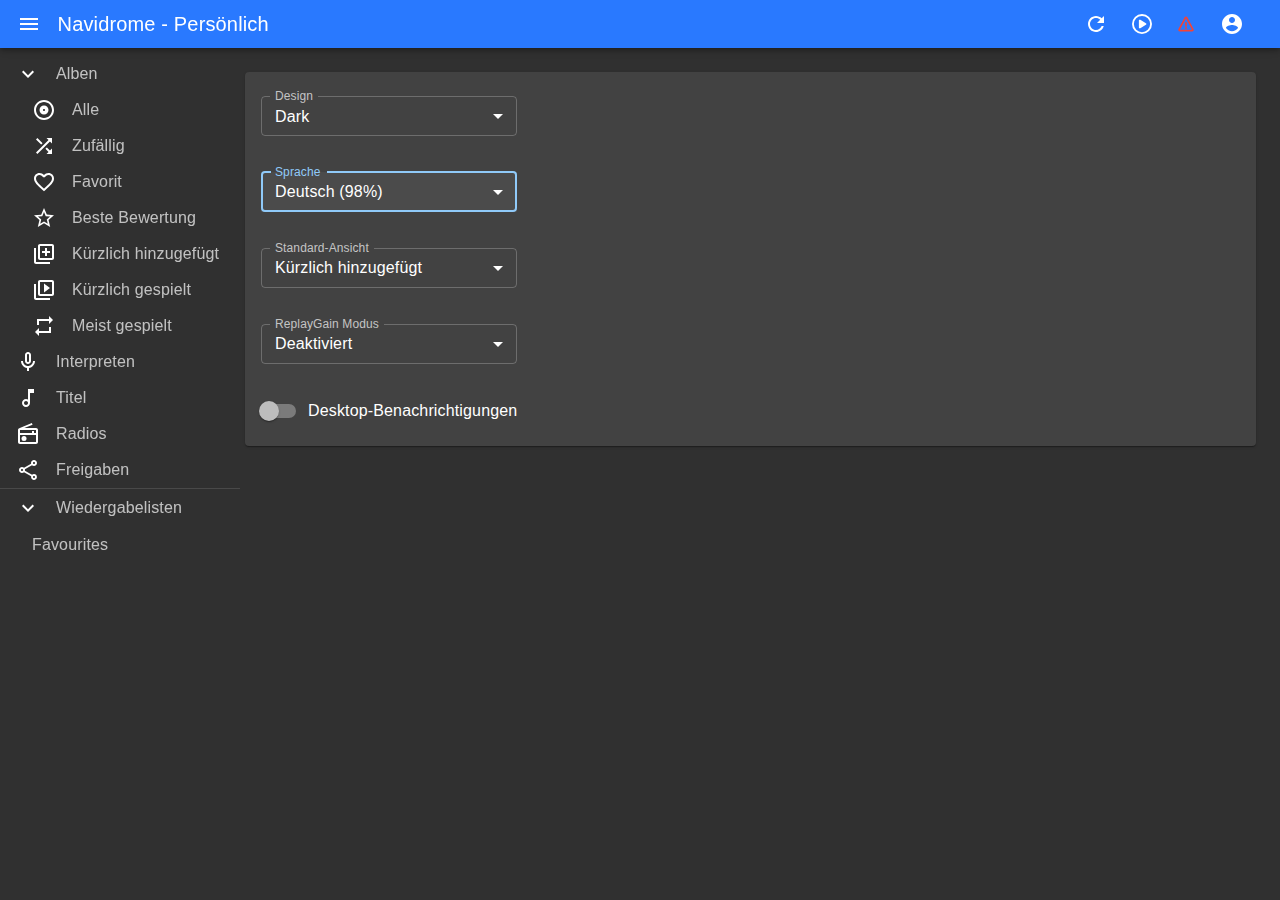 Navidrome - Persönlich
Alben
Alle
Zufällig
Favorit
Beste Bewertung
Kürzlich hinzugefügt
Kürzlich gespielt
Meist gespielt
Interpreten
Titel
Radios
Freigaben
Wiedergabelisten
Favourites
Design
Dark
Sprache
Deutsch (98%)
Standard-Ansicht
Kürzlich hinzugefügt
ReplayGain Modus
Deaktiviert
Desktop-Benachrichtigungen